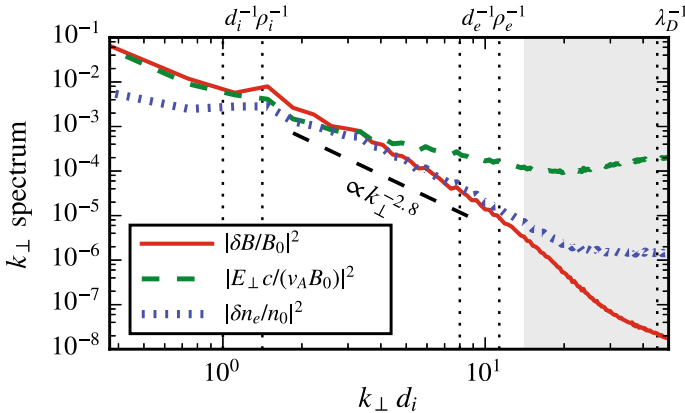 d_i^{-1} ρ_i^{-1} d_e^{-1} ρ_e^{-1} λ_D^{-1}
10^{-1}
10^{-2}
10^{-3}
10^{-4}
10^{-5}
10^{-6}
10^{-7}
10^{-8}
k_⊥ spectrum
∝k_⊥^{-2.8}
|δB/B_0|^2
|E_⊥c/(v_AB_0)|^2
|δn_e/n_0|^2
10^0 10^1
k_⊥ d_i